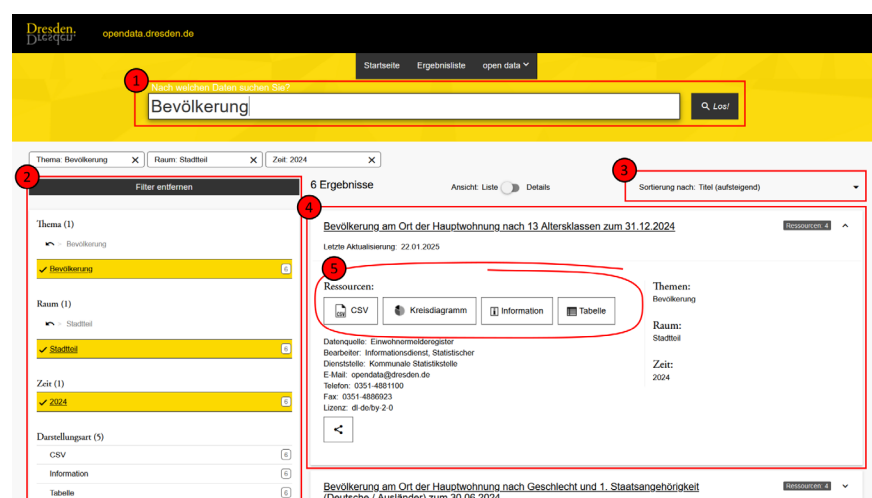 Dresden.
opendata.dresden.de
Startseite Ergebnisliste open data
1
Nach welchen Daten suchen Sie?
Bevölkerung
Los!
Thema: Bevölkerung X Raum: Stadtteil X Zeit: 2024 X
2
Filter entfernen
6 Ergebnisse
Ansicht: Liste Details
3
Sortierung nach: Titel (aufsteigend)
Thema (1)
Bevölkerung
Bevölkerung 6
Raum (1)
Stadtteil
Stadtteil 6
Zeit (1)
2024 6
Darstellungsart (5)
CSV 6
Information 6
Tabelle 6
4
Bevölkerung am Ort der Hauptwohnung nach 13 Altersklassen zum 31.12.2024
Ressourcen: 4
Letzte Aktualisierung: 22.01.2025
5
Ressourcen:
CSV Kreisdiagramm Information Tabelle
Datenquelle: Einwohnermelderegister
Bearbeiter: Informationsdienst, Statistischer
Dienststelle: Kommunale Statistikstelle
E-Mail: opendata@dresden.de
Telefon: 0351-4881100
Fax: 0351-4886923
Lizenz: dl-de/by-2-0
Themen:
Bevölkerung
Raum:
Stadtteil
Zeit:
2024
Bevölkerung am Ort der Hauptwohnung nach Geschlecht und 1. Staatsangehörigkeit
(Deutsche / Ausländer) zum 30.06.2024
Ressourcen: 4